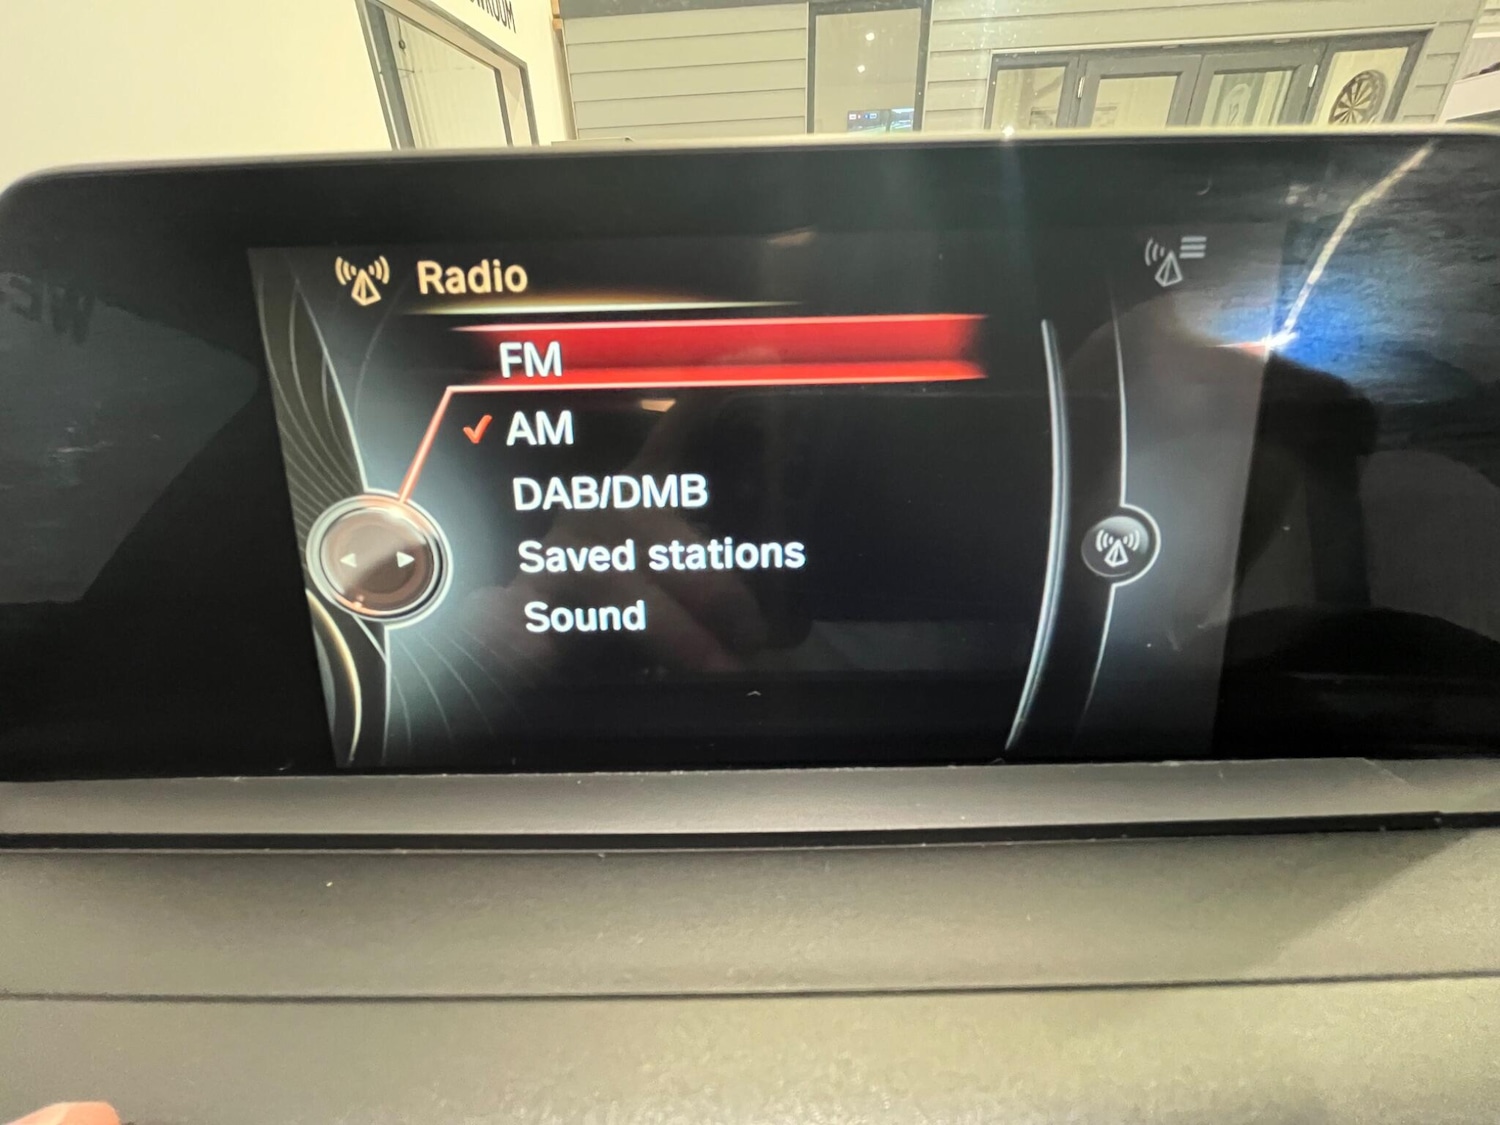 Radio
FM
AM
DAB/DMB
Saved stations
Sound